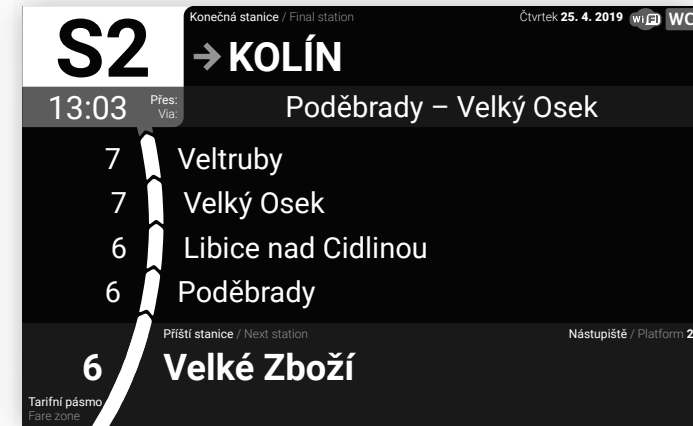 S2
Konečná stanice / Final station
Čtvrtek 25. 4. 2019 WiFi WC
→ KOLÍN
13:03
Přes:
Via:
Poděbrady – Velký Osek
7 Veltruby
7 Velký Osek
6 Libice nad Cidlinou
6 Poděbrady
Příští stanice / Next station
Nástupiště / Platform 2
6 Velké Zboží
Tarifní pásmo
Fare zone